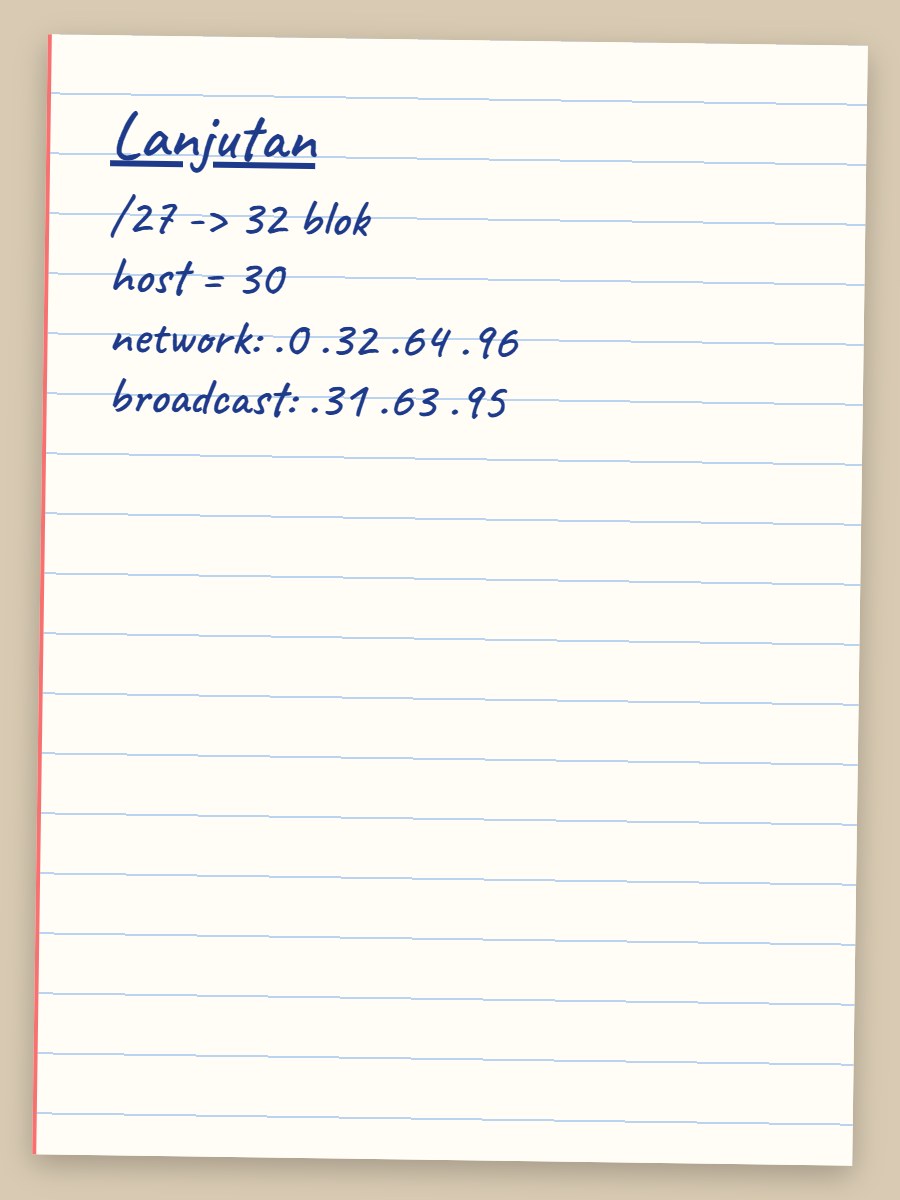 Lanjutan
/27 -> 32 blok
host = 30
network: .0 .32 .64 .96
broadcast: .31 .63 .95